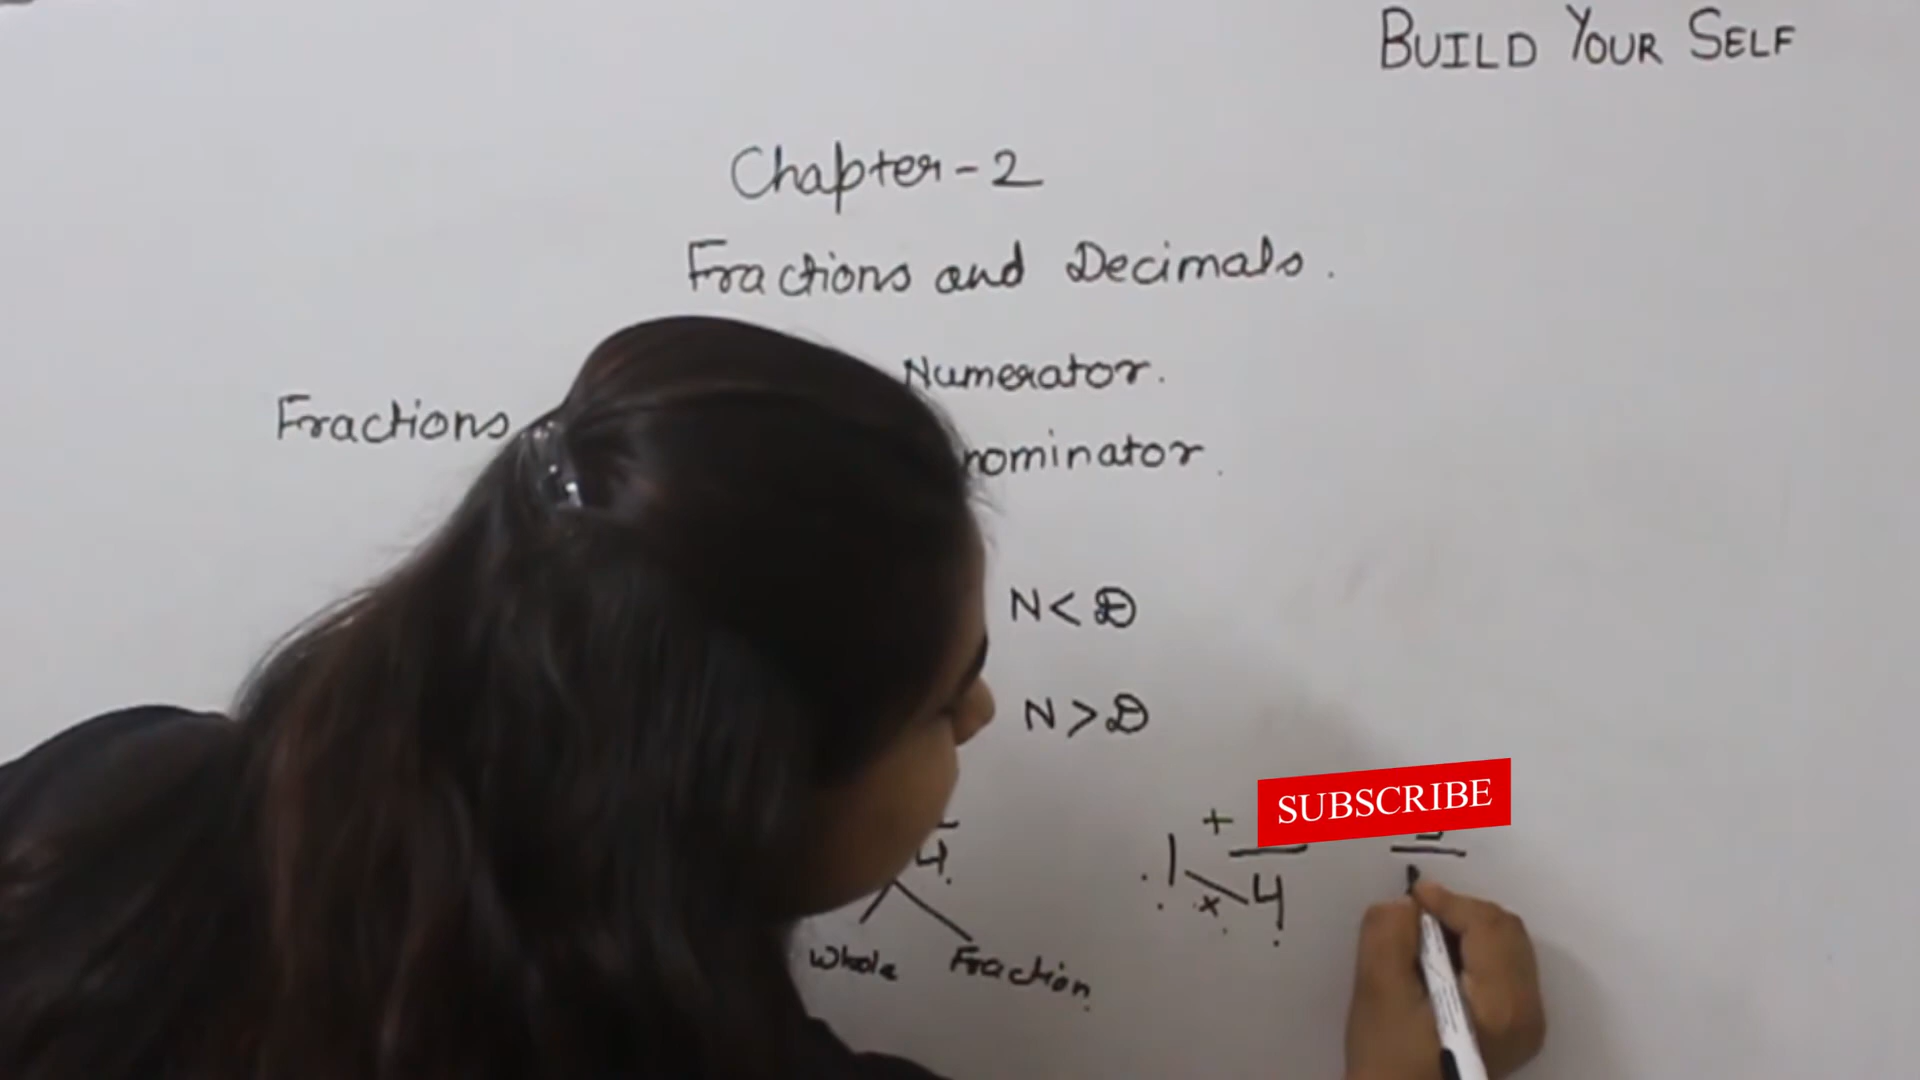 BUILD YOUR SELF
Chapter-2
Fractions and Decimals.
Numerator.
Fractions
nominator.
N<D
N>D
SUBSCRIBE
+
4.
1
x
4
Whole
Fraction